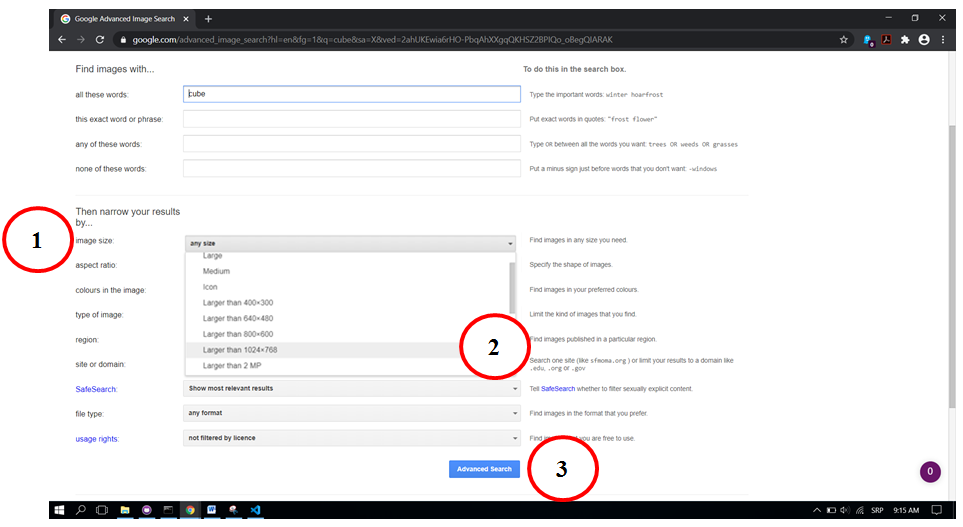 Google Advanced Image Search
google.com/advanced_image_search?hl=en&fg=1&q=cube&sa=X&ved=2ahUKEwia6rHO-PbqAhXXgqQKHSZ2BPIQo_o8egQIARAK
Find images with...
To do this in the search box.
all these words:
cube
Type the important words: winter hoarfrost
this exact word or phrase:
Put exact words in quotes: "frost flower"
any of these words:
Type OR between all the words you want: trees OR weeds OR grasses
none of these words:
Put a minus sign just before words that you don't want: -windows
Then narrow your results
by...
1
image size:
any size
Find images in any size you need.
Large
aspect ratio:
Specify the shape of images.
Medium
colours in the image:
Icon
Find images in your preferred colours.
Larger than 400×300
type of image:
Larger than 640×480
Limit the kind of images that you find.
Larger than 800×600
region:
2
Find images published in a particular region.
Larger than 1024×768
site or domain:
Larger than 2 MP
Search one site (like sfmoma.org ) or limit your results to a domain like
.edu, .org or .gov
SafeSearch:
Show most relevant results
Tell SafeSearch whether to filter sexually explicit content.
file type:
any format
Find images in the format that you prefer.
usage rights:
not filtered by licence
Find you are free to use.
Advanced Search
3
0
SRP
9:15 AM